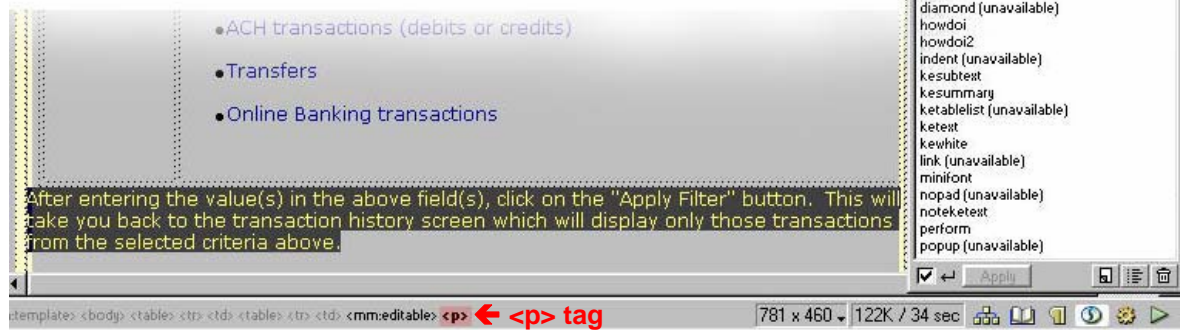 •ACH transactions (debits or credits)
•Transfers
•Online Banking transactions
After entering the value(s) in the above field(s), click on the "Apply Filter" button. This will
take you back to the transaction history screen which will display only those transactions
from the selected criteria above.
diamond (unavailable)
howdoi
howdoi2
indent (unavailable)
kesubtext
kesummary
ketablelist (unavailable)
ketext
kewhite
link (unavailable)
minifont
nopad (unavailable)
noteketext
perform
popup (unavailable)
Apply
:template> <body> <table> <tr> <td> <table> <tr> <td> <mm:editable> <p> ← <p> tag
781 x 460 122K / 34 sec